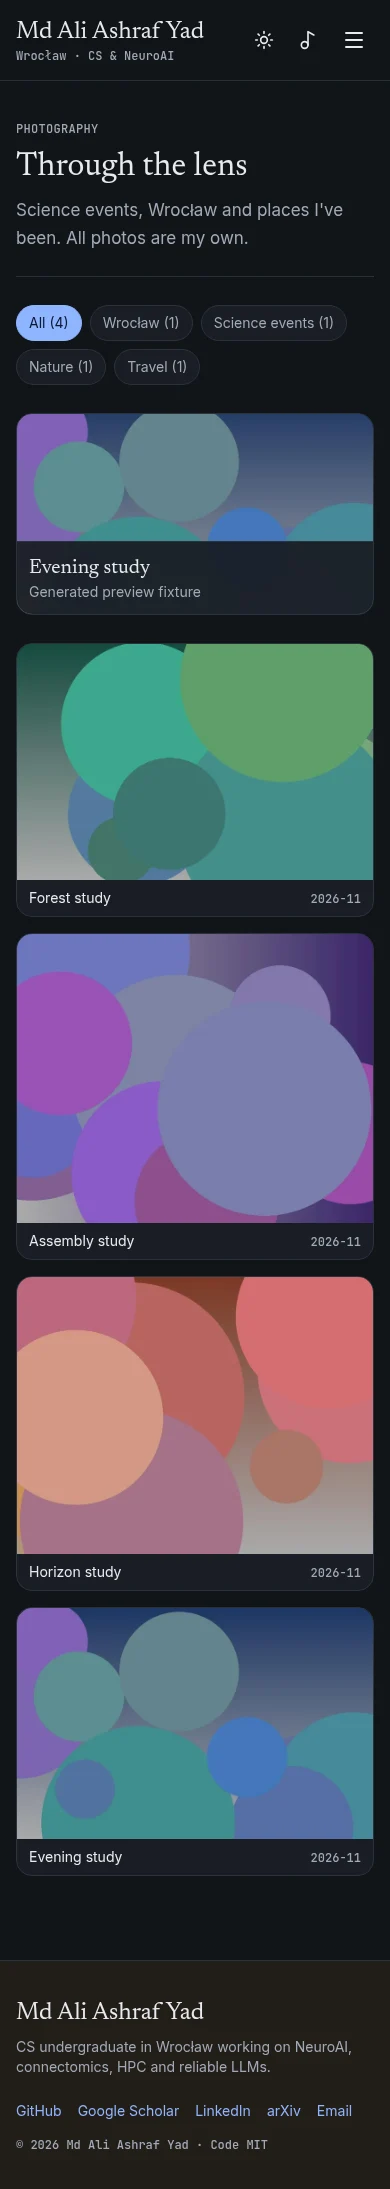 Md Ali Ashraf Yad
Wrocław · CS & NeuroAI
PHOTOGRAPHY
Through the lens
Science events, Wrocław and places I've
been. All photos are my own.
All (4)
Wrocław (1)
Science events (1)
Nature (1)
Travel (1)
Evening study
Generated preview fixture
Forest study
2026-11
Assembly study
2026-11
Horizon study
2026-11
Evening study
2026-11
Md Ali Ashraf Yad
CS undergraduate in Wrocław working on NeuroAI,
connectomics, HPC and reliable LLMs.
GitHub Google Scholar LinkedIn arXiv Email
© 2026 Md Ali Ashraf Yad · Code MIT